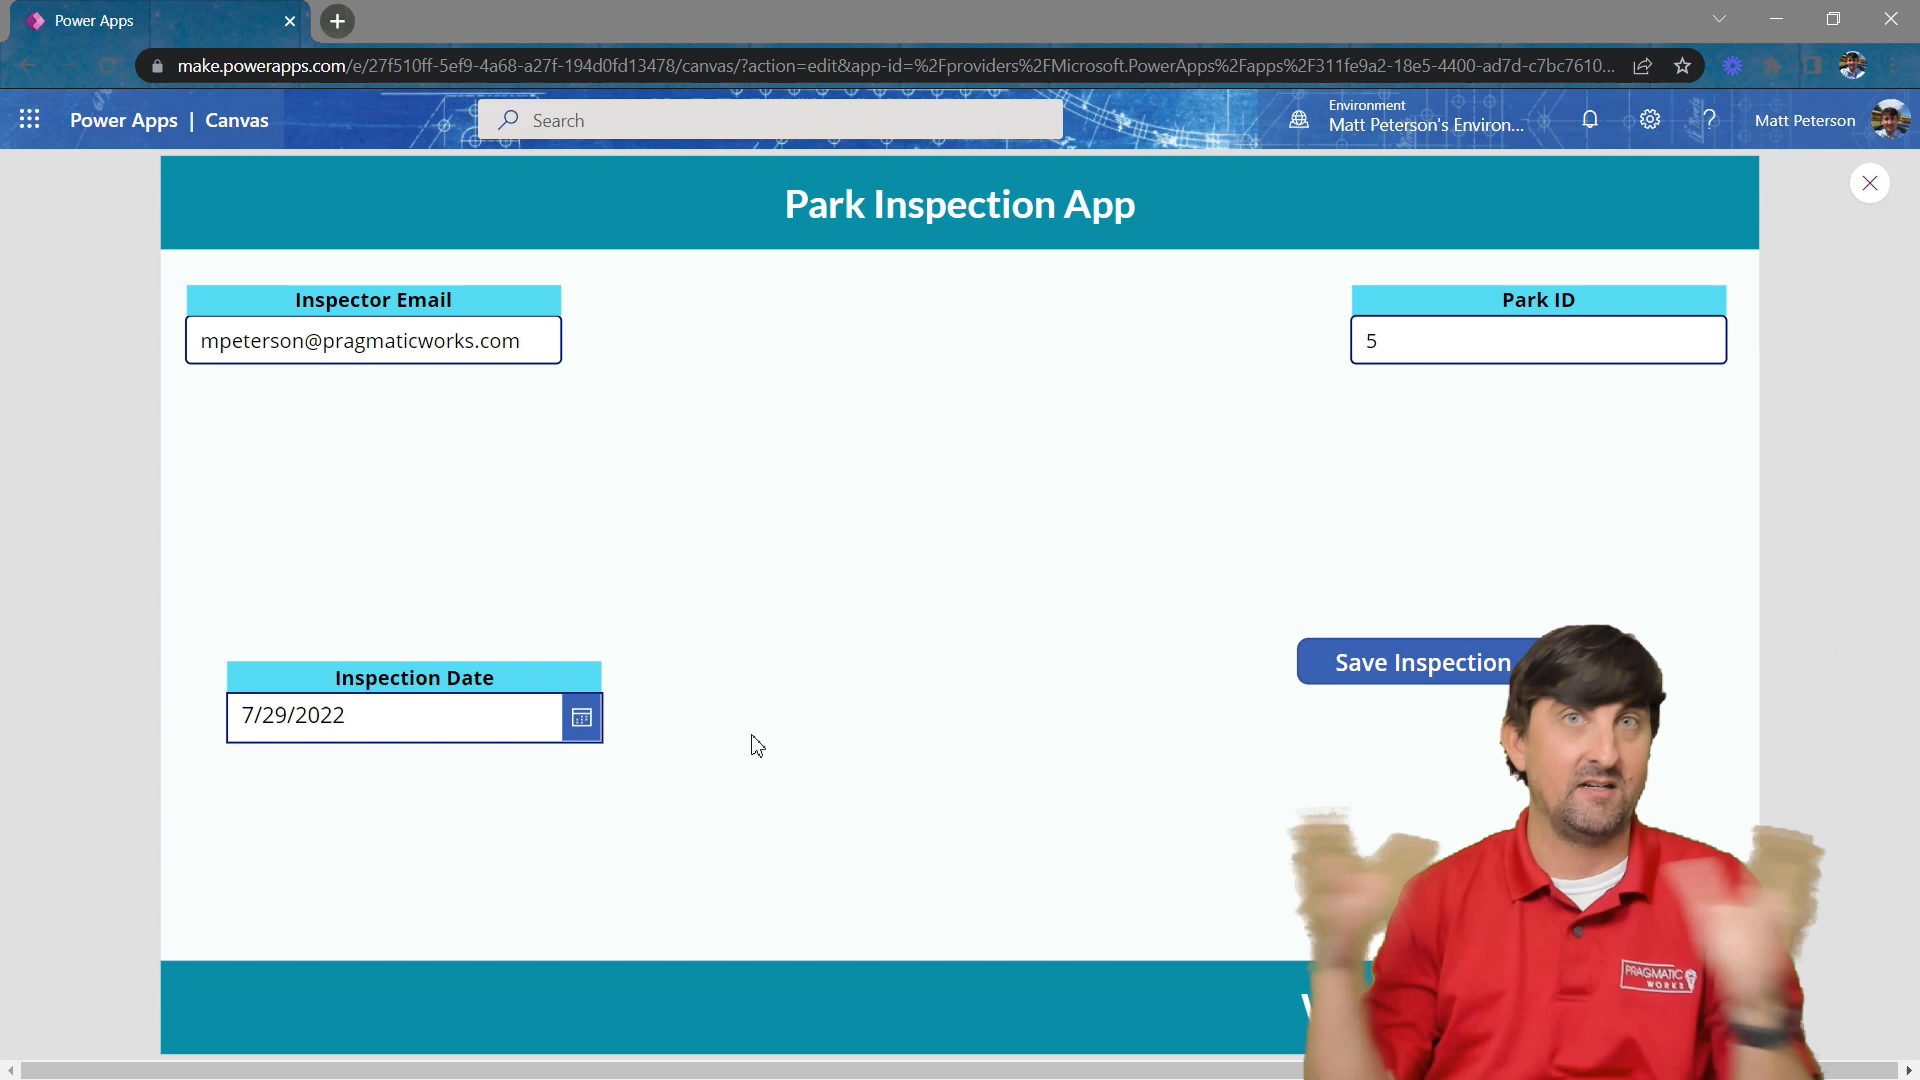 Power Apps
make.powerapps.com/e/27f510ff-5ef9-4a68-a27f-194d0fd13478/canvas/?action=edit&app-id=%2Fproviders%2FMicrosoft.PowerApps%2Fapps%2F311fe9a2-18e5-4400-ad7d-c7bc7610...
Power Apps | Canvas
Search
Environment
Matt Peterson's Environ...
Matt Peterson
Park Inspection App
Inspector Email
Park ID
mpeterson@pragmaticworks.com
5
Save Inspection
Inspection Date
7/29/2022
PRAGMATIC
WORKS